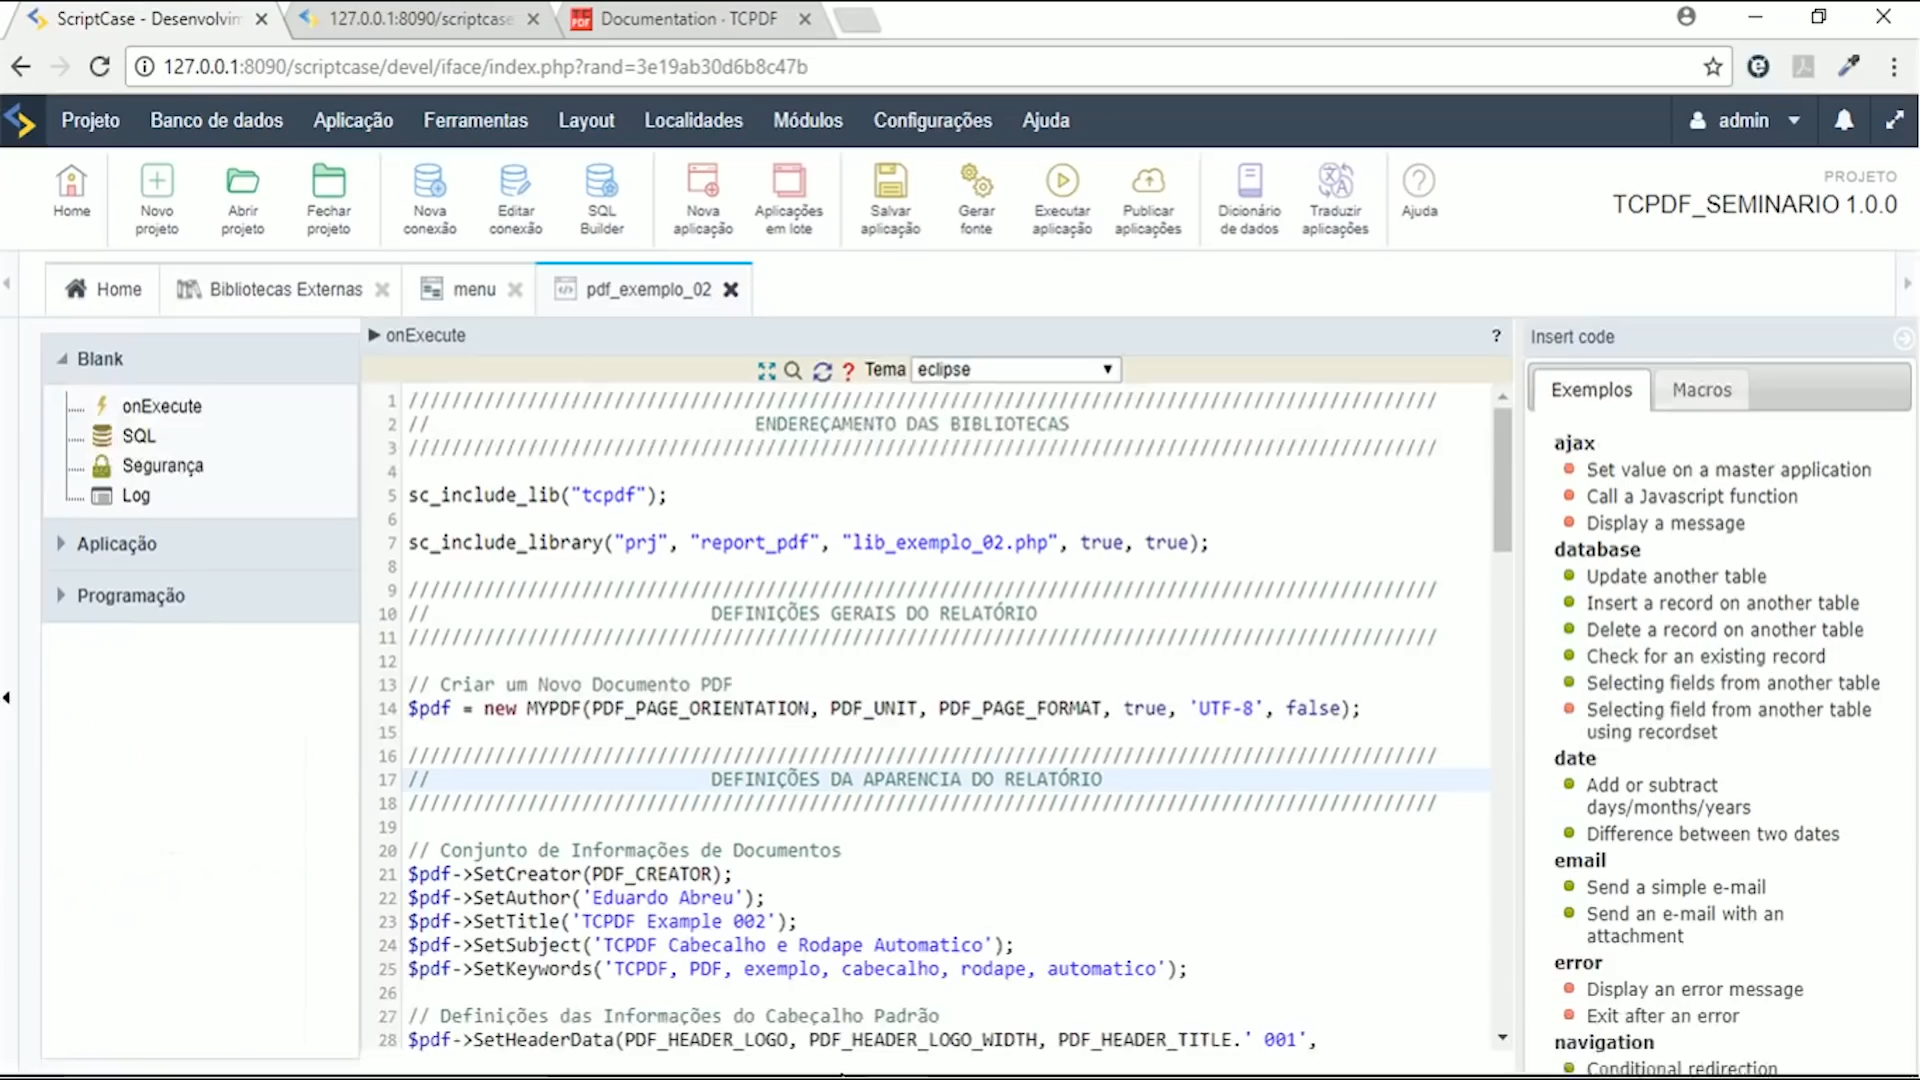 ScriptCase - Desenvolvim
127.0.0.1:8090/scriptcase
Documentation · TCPDF
127.0.0.1:8090/scriptcase/devel/iface/index.php?rand=3e19ab30d6b8c47b
Projeto Banco de dados Aplicação Ferramentas Layout Localidades Módulos Configurações Ajuda admin
Home
Novo projeto
Abrir projeto
Fechar projeto
Nova conexão
Editar conexão
SQL Builder
Nova aplicação
Aplicações em lote
Salvar aplicação
Gerar fonte
Executar aplicação
Publicar aplicações
Dicionário de dados
Traduzir aplicações
Ajuda
PROJETO
TCPDF_SEMINARIO 1.0.0
Home
Bibliotecas Externas
menu
pdf_exemplo_02
Blank
onExecute
SQL
Segurança
Log
Aplicação
Programação
onExecute ?
? Tema eclipse
1 ///////////////////////////////////////////////////////////////////////////////////////////////
2 // ENDEREÇAMENTO DAS BIBLIOTECAS
3 ///////////////////////////////////////////////////////////////////////////////////////////////
4
5 sc_include_lib("tcpdf");
6
7 sc_include_library("prj", "report_pdf", "lib_exemplo_02.php", true, true);
8
9 ///////////////////////////////////////////////////////////////////////////////////////////////
10 // DEFINIÇÕES GERAIS DO RELATÓRIO
11 ///////////////////////////////////////////////////////////////////////////////////////////////
12
13 // Criar um Novo Documento PDF
14 $pdf = new MYPDF(PDF_PAGE_ORIENTATION, PDF_UNIT, PDF_PAGE_FORMAT, true, 'UTF-8', false);
15
16 ///////////////////////////////////////////////////////////////////////////////////////////////
17 // DEFINIÇÕES DA APARENCIA DO RELATÓRIO
18 ///////////////////////////////////////////////////////////////////////////////////////////////
19
20 // Conjunto de Informações de Documentos
21 $pdf->SetCreator(PDF_CREATOR);
22 $pdf->SetAuthor('Eduardo Abreu');
23 $pdf->SetTitle('TCPDF Example 002');
24 $pdf->SetSubject('TCPDF Cabecalho e Rodape Automatico');
25 $pdf->SetKeywords('TCPDF, PDF, exemplo, cabecalho, rodape, automatico');
26
27 // Definições das Informações do Cabeçalho Padrão
28 $pdf->SetHeaderData(PDF_HEADER_LOGO, PDF_HEADER_LOGO_WIDTH, PDF_HEADER_TITLE.' 001',
Insert code
Exemplos Macros
ajax
Set value on a master application
Call a Javascript function
Display a message
database
Update another table
Insert a record on another table
Delete a record on another table
Check for an existing record
Selecting fields from another table
Selecting field from another table
using recordset
date
Add or subtract
days/months/years
Difference between two dates
email
Send a simple e-mail
Send an e-mail with an
attachment
error
Display an error message
Exit after an error
navigation
Conditional redirection